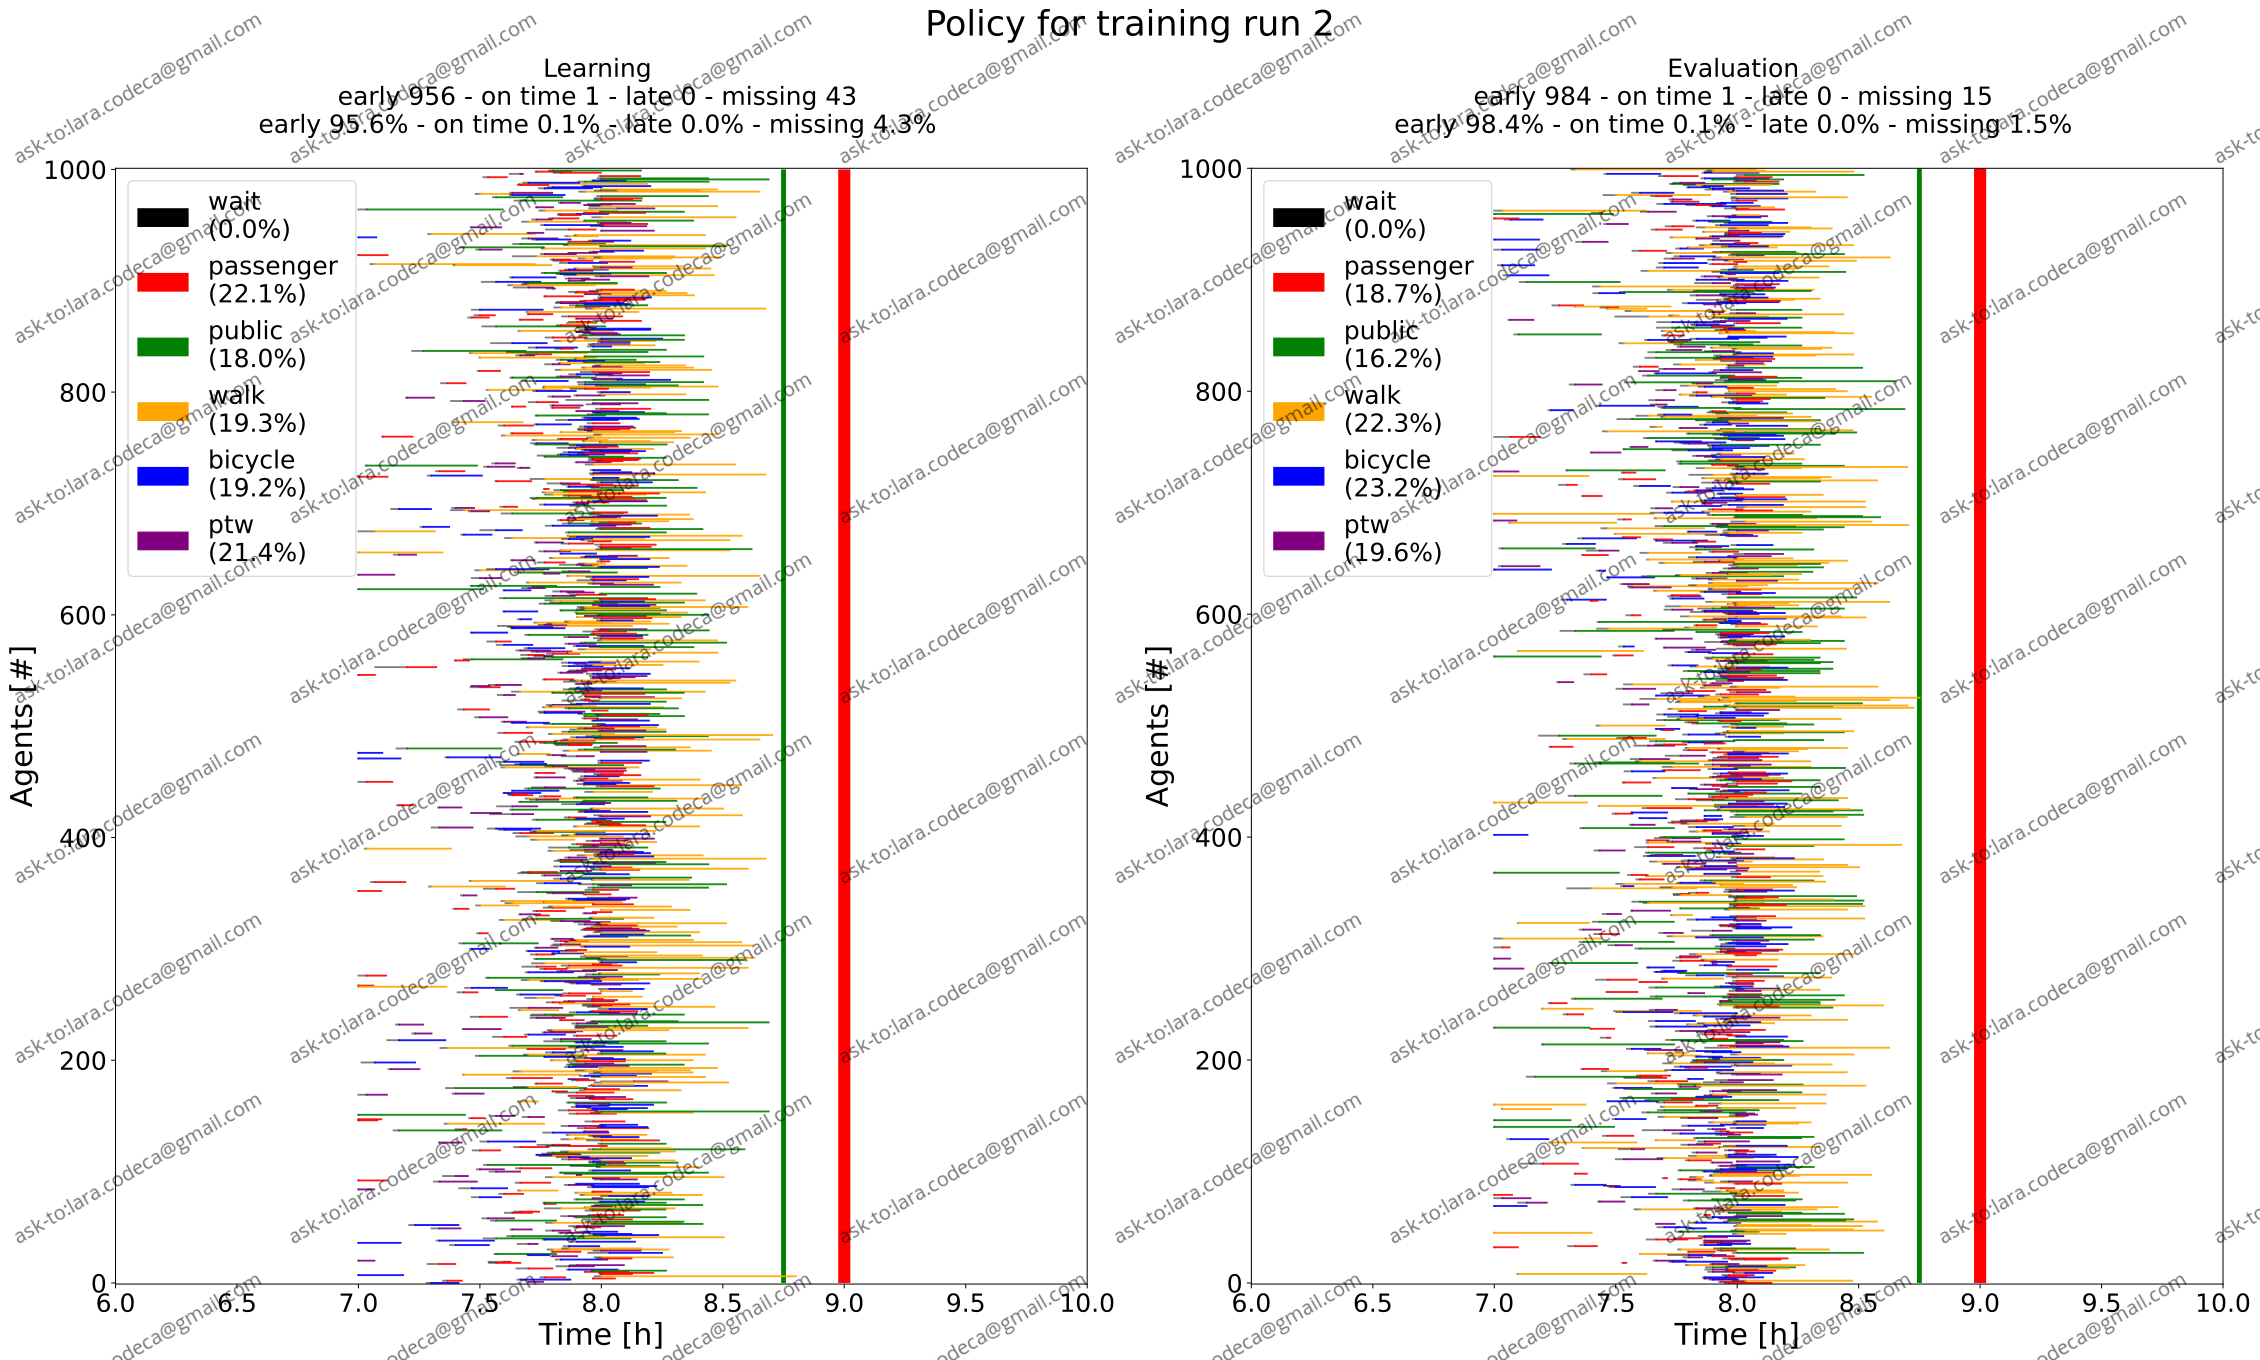 Policy for training run 2
Learning
early 956 - on time 1 - late 0 - missing 43
early 95.6% - on time 0.1% - late 0.0% - missing 4.3%
wait
(0.0%)
passenger
(22.1%)
public
(18.0%)
walk
(19.3%)
bicycle
(19.2%)
ptw
(21.4%)
Agents [#]
1000
800
600
400
200
0
6.0 6.5 7.0 7.5 8.0 8.5 9.0 9.5 10.0
Time [h]
Evaluation
early 984 - on time 1 - late 0 - missing 15
early 98.4% - on time 0.1% - late 0.0% - missing 1.5%
wait
(0.0%)
passenger
(18.7%)
public
(16.2%)
walk
(22.3%)
bicycle
(23.2%)
ptw
(19.6%)
Agents [#]
1000
800
600
400
200
0
6.0 6.5 7.0 7.5 8.0 8.5 9.0 9.5 10.0
Time [h]
ask-to:lara.codeca@gmail.com